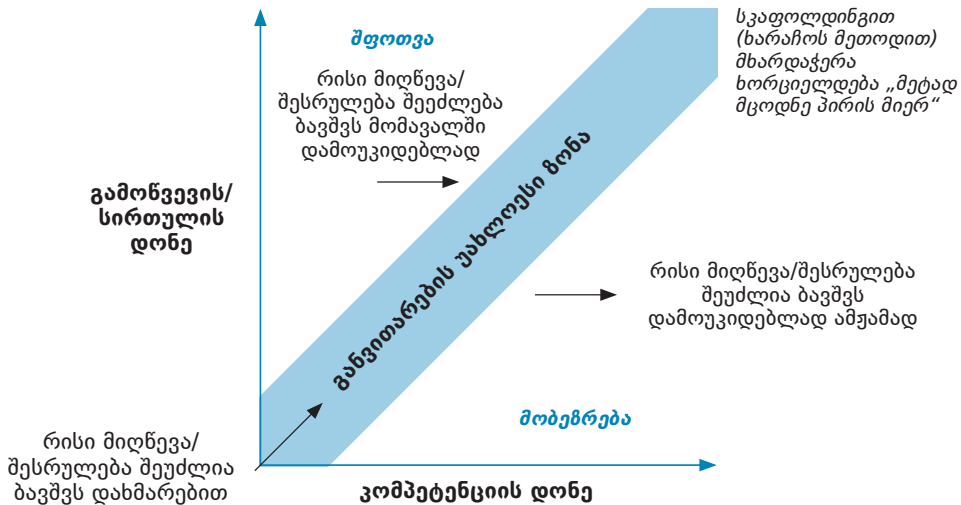 სკაფოლდინგით
(ხარაჩოს მეთოდით)
მხარდაჭერა
ხორციელდება „მეტად
მცოდნე პირის მიერ“
შფოთვა
რისი მიღწევა/
შესრულება შეეძლება
ბავშვს მომავალში
დამოუკიდებლად
გამოწვევის/
სირთულის
დონე
განვითარების უახლოესი ზონა
რისი მიღწევა/შესრულება
შეუძლია ბავშვს
დამოუკიდებლად ამჟამად
მობეზრება
რისი მიღწევა/
შესრულება შეუძლია
ბავშვს დახმარებით
კომპეტენციის დონე